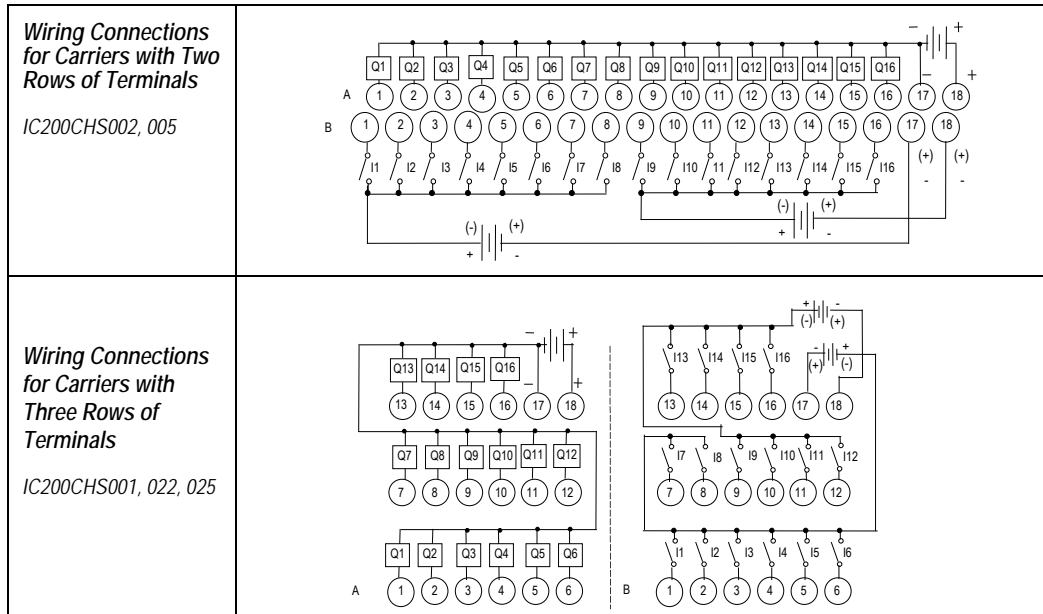 Wiring Connections
for Carriers with Two
Rows of Terminals
IC200CHS002, 005
− +
Q1 Q2 Q3 Q4 Q5 Q6 Q7 Q8 Q9 Q10 Q11 Q12 Q13 Q14 Q15 Q16 − +
A 1 2 3 4 5 6 7 8 9 10 11 12 13 14 15 16 17 18
B 1 2 3 4 5 6 7 8 9 10 11 12 13 14 15 16 17 18
I1 I2 I3 I4 I5 I6 I7 I8 I9 I10 11 I12 I13 I14 I15 I16 (+) (+)
- -
(-) (+)
+ -
(-) (+)
+ -
Wiring Connections
for Carriers with
Three Rows of
Terminals
IC200CHS001, 022, 025
− +
Q13 Q14 Q15 Q16 − +
13 14 15 16 17 18
Q7 Q8 Q9 Q10 Q11 Q12
7 8 9 10 11 12
Q1 Q2 Q3 Q4 Q5 Q6
A 1 2 3 4 5 6
+ -
(-) (+)
- +
(+) (-)
I13 I14 I15 I16
13 14 15 16 17 18
I7 I8 I9 I10 I11 I12
7 8 9 10 11 12
I1 I2 I3 I4 I5 I6
B 1 2 3 4 5 6